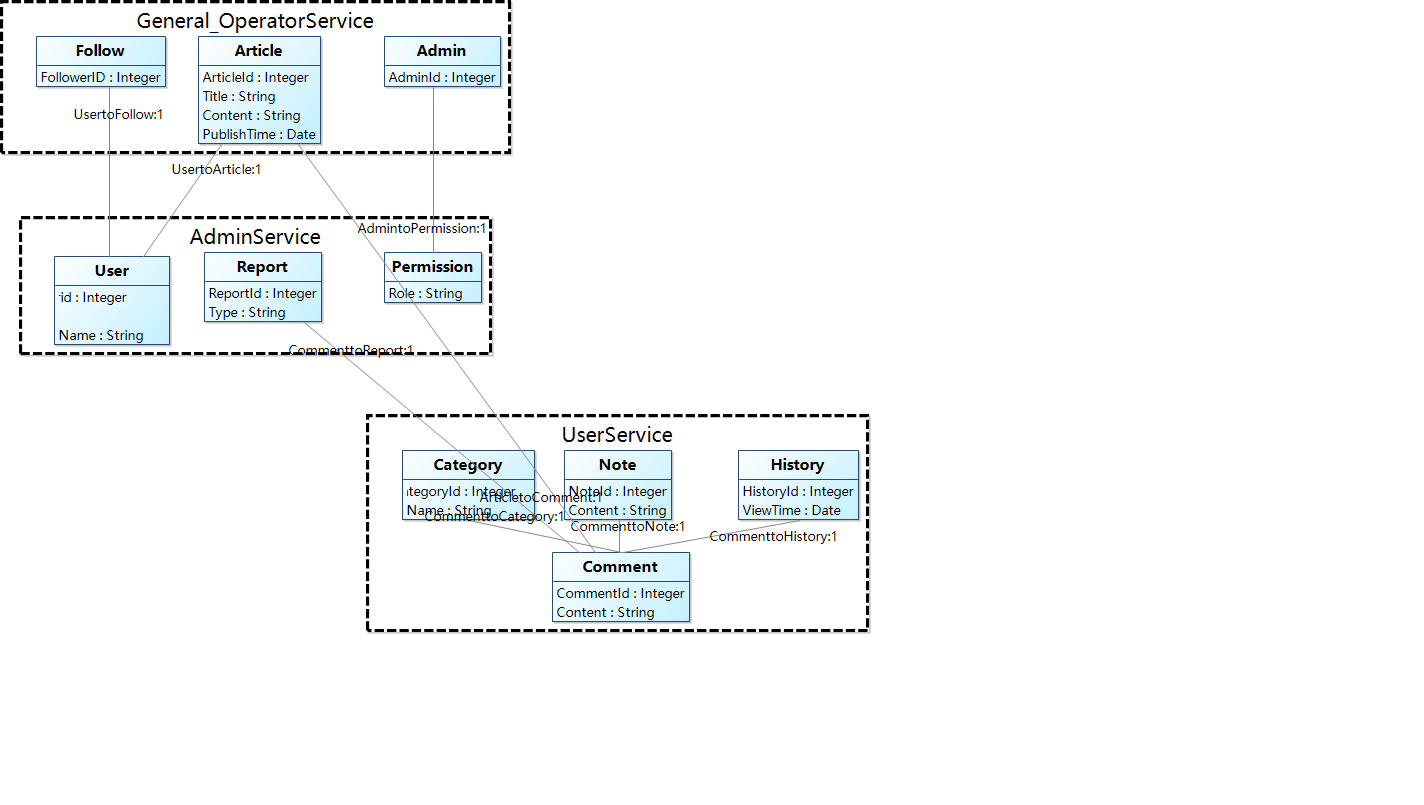 General_OperatorService
Follow
FollowerID : Integer
Article
ArticleId : Integer
Title : String
Content : String
PublishTime : Date
Admin
AdminId : Integer
UsertoFollow:1
UsertoArticle:1
AdmintoPermission:1
AdminService
User
id : Integer
Name : String
Report
ReportId : Integer
Type : String
Permission
Role : String
CommenttoReport:1
UserService
Category
tegoryId : Integer
Name : String
Note
NoteId : Integer
Content : String
History
HistoryId : Integer
ViewTime : Date
ArticletoComment:1
CommenttoCategory:1
CommenttoNote:1
CommenttoHistory:1
Comment
CommentId : Integer
Content : String